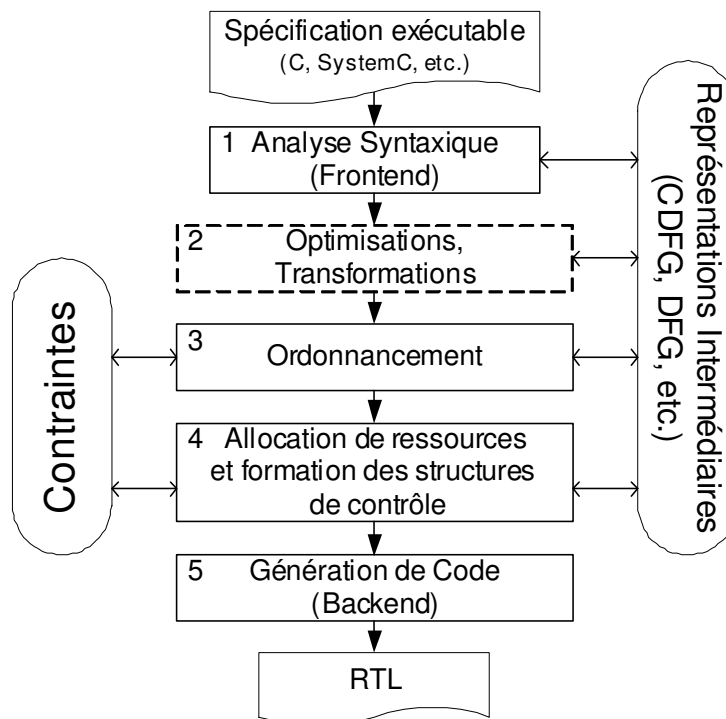 Spécification exécutable
(C, SystemC, etc.)
1 Analyse Syntaxique
(Frontend)
2 Optimisations,
Transformations
3 Ordonnancement
4 Allocation de ressources
et formation des structures
de contrôle
5 Génération de Code
(Backend)
RTL
Contraintes
Représentations Intermédiaires
(CDFG, DFG, etc.)